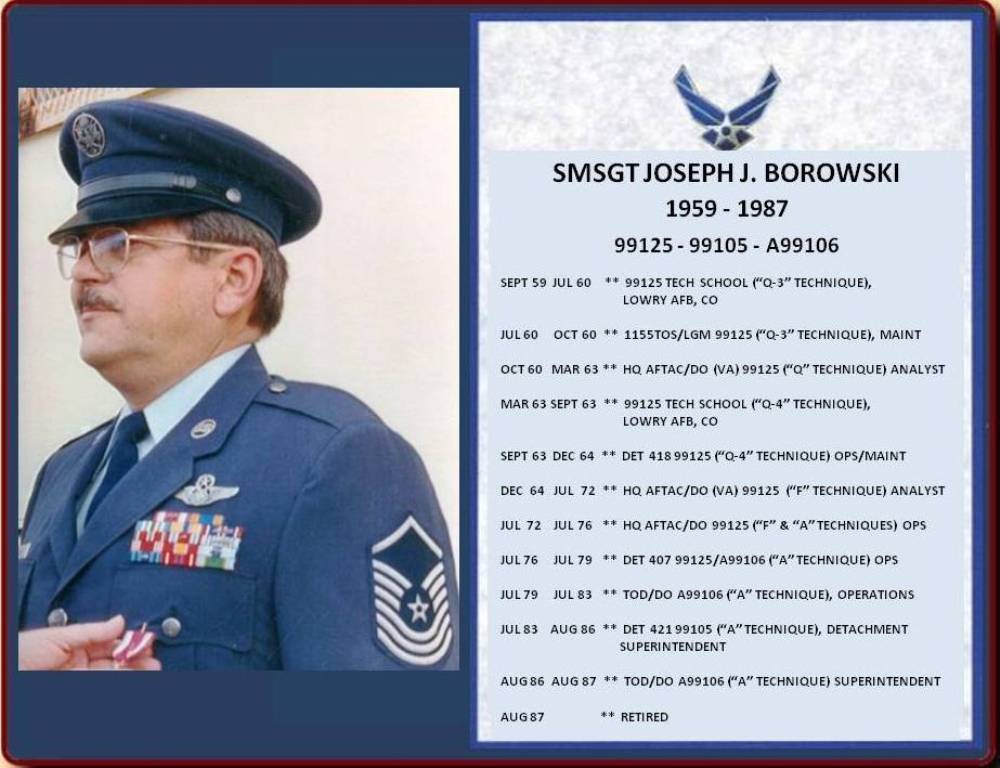 SMSGT JOSEPH J. BOROWSKI
1959 - 1987
99125 - 99105 - A99106
SEPT 59 JUL 60 ** 99125 TECH SCHOOL ("Q-3" TECHNIQUE),
LOWRY AFB, CO
JUL 60 OCT 60 ** 1155TOS/LGM 99125 ("Q-3" TECHNIQUE), MAINT
OCT 60 MAR 63 ** HQ AFTAC/DO (VA) 99125 ("Q" TECHNIQUE) ANALYST
MAR 63 SEPT 63 ** 99125 TECH SCHOOL ("Q-4" TECHNIQUE),
LOWRY AFB, CO
SEPT 63 DEC 64 ** DET 418 99125 ("Q-4" TECHNIQUE) OPS/MAINT
DEC 64 JUL 72 ** HQ AFTAC/DO (VA) 99125 ("F" TECHNIQUE) ANALYST
JUL 72 JUL 76 ** HQ AFTAC/DO 99125 ("F" & "A" TECHNIQUES) OPS
JUL 76 JUL 79 ** DET 407 99125/A99106 ("A" TECHNIQUE) OPS
JUL 79 JUL 83 ** TOD/DO A99106 ("A" TECHNIQUE), OPERATIONS
JUL 83 AUG 86 ** DET 421 99105 ("A" TECHNIQUE), DETACHMENT
SUPERINTENDENT
AUG 86 AUG 87 ** TOD/DO A99106 ("A" TECHNIQUE) SUPERINTENDENT
AUG 87 ** RETIRED